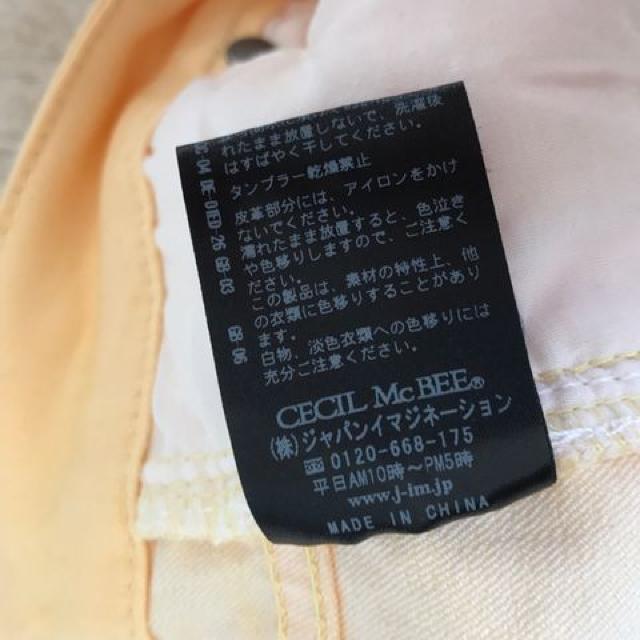 れたまま放置しないで、洗濯後
はすばやく干してください。
タンブラー乾燥禁止
皮革部分には、アイロンをかけ
ないでください。
濡れたまま放置すると、色泣き
や色移りしますので、ご注意く
ださい。
この製品は、素材の特性上、他
の衣類に色移りすることがあり
ます。
白物、淡色衣類への色移りには
充分ご注意ください。
CECIL McBEE®
(株)ジャパンイマジネーション
0120-668-175
平日AM10時〜PM5時
www.j-im.jp
MADE IN CHINA